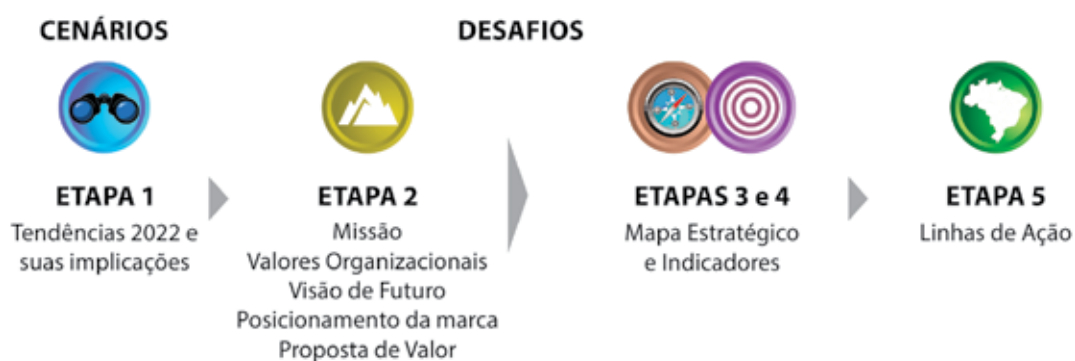 CENÁRIOS
DESAFIOS
ETAPA 1
Tendências 2022 e
suas implicações
ETAPA 2
Missão
Valores Organizacionais
Visão de Futuro
Posicionamento da marca
Proposta de Valor
ETAPAS 3 e 4
Mapa Estratégico
e Indicadores
ETAPA 5
Linhas de Ação